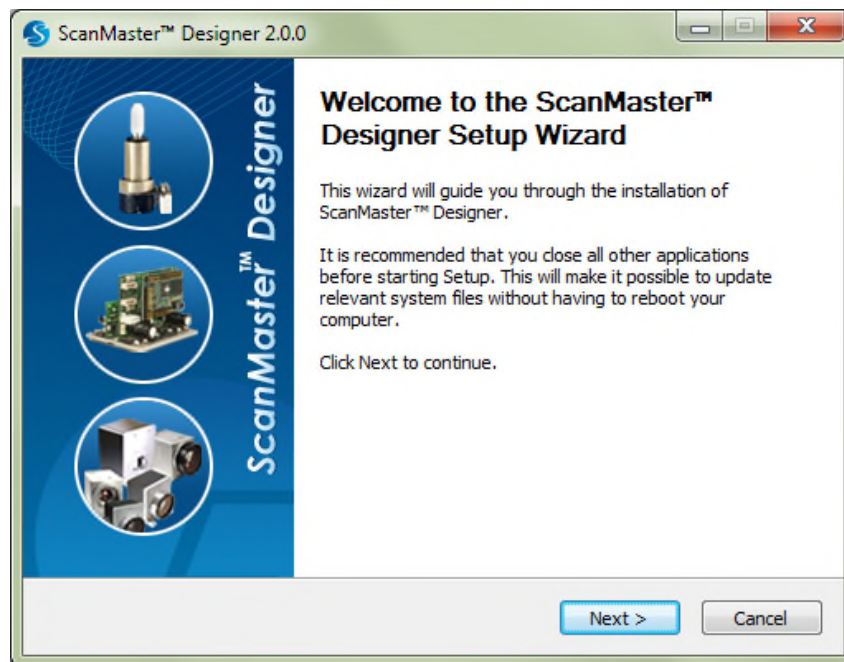 ScanMaster™ Designer 2.0.0
ScanMaster™ Designer
Welcome to the ScanMaster™
Designer Setup Wizard
This wizard will guide you through the installation of
ScanMaster™ Designer.
It is recommended that you close all other applications
before starting Setup. This will make it possible to update
relevant system files without having to reboot your
computer.
Click Next to continue.
Next >
Cancel